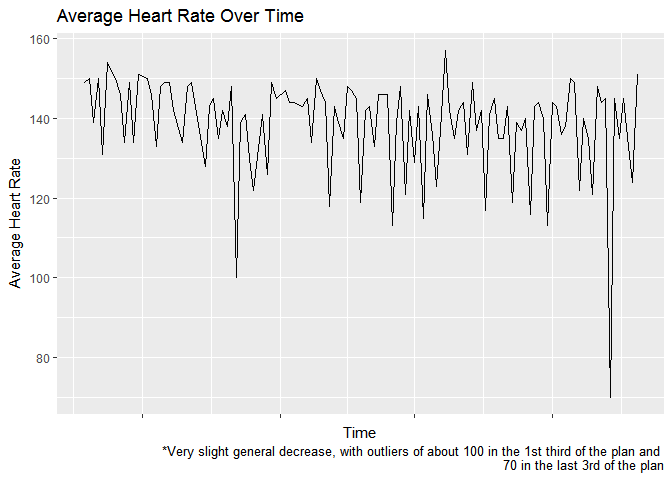 Average Heart Rate Over Time
160
140
120
100
80
Average Heart Rate
Time
*Very slight general decrease, with outliers of about 100 in the 1st third of the plan and
70 in the last 3rd of the plan